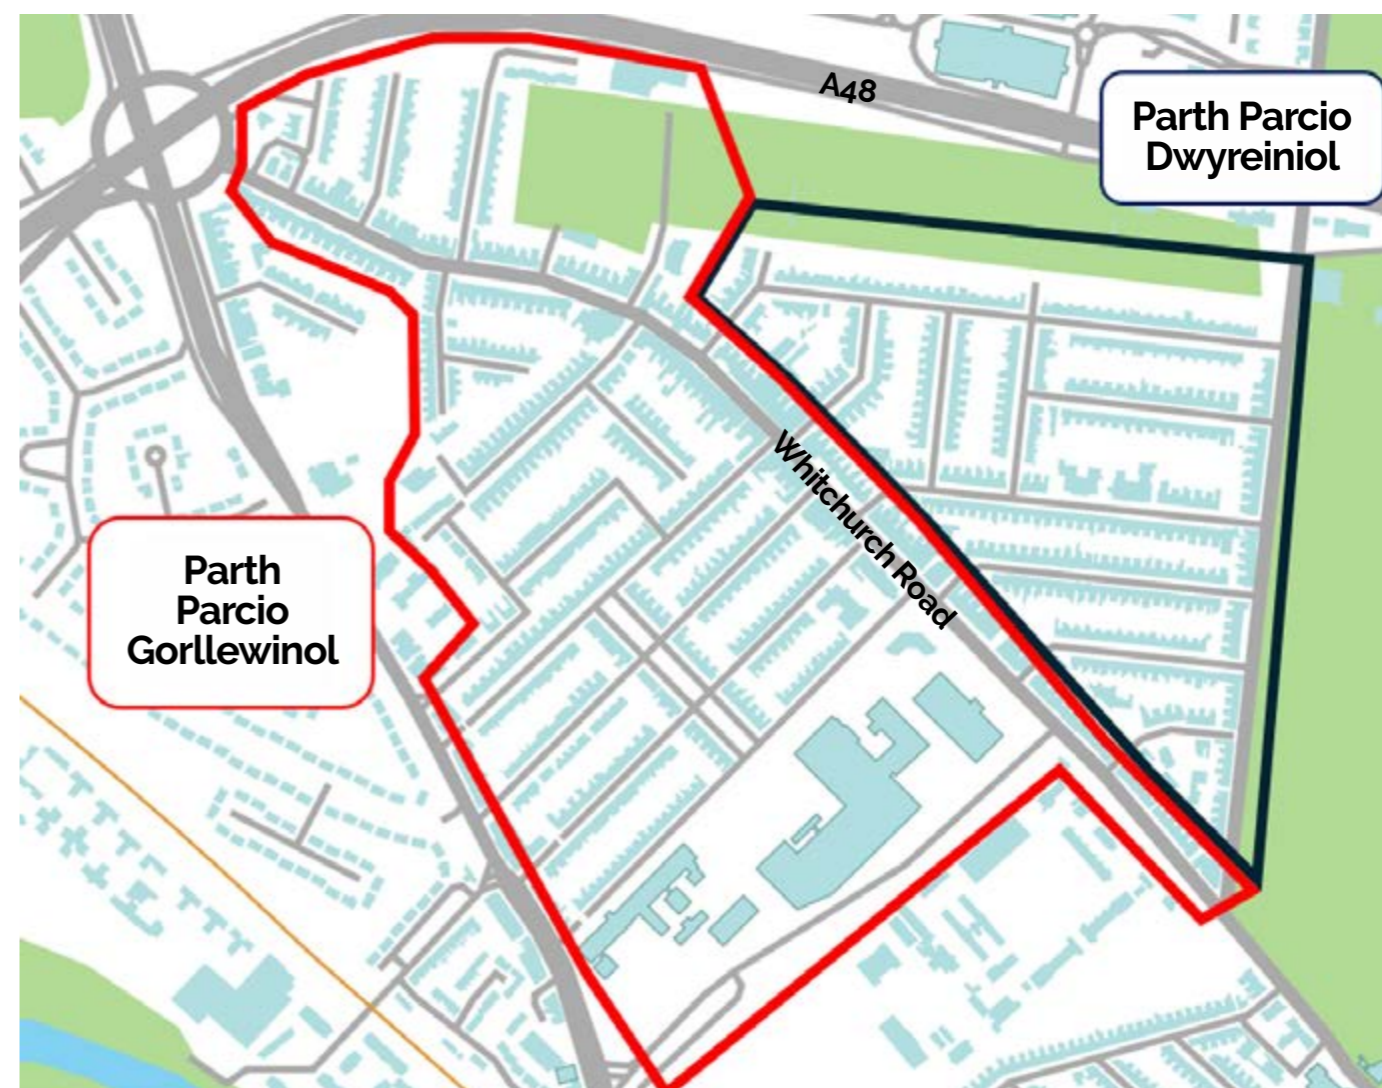 A48
Parth Parcio
Dwyreiniol
Whitchurch Road
Parth
Parcio
Gorllewinol